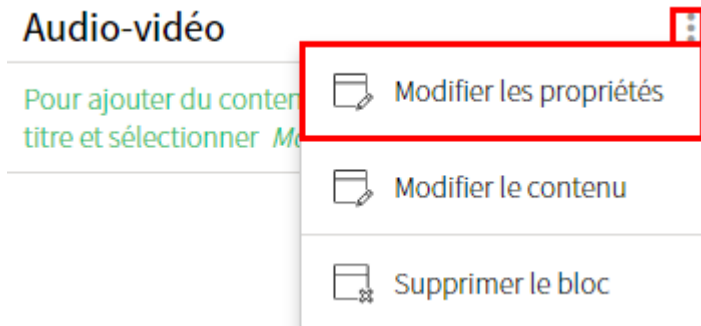 Audio-vidéo
Modifier les propriétés
Pour ajouter du conten
titre et sélectionner
Modifier le contenu
Supprimer le bloc